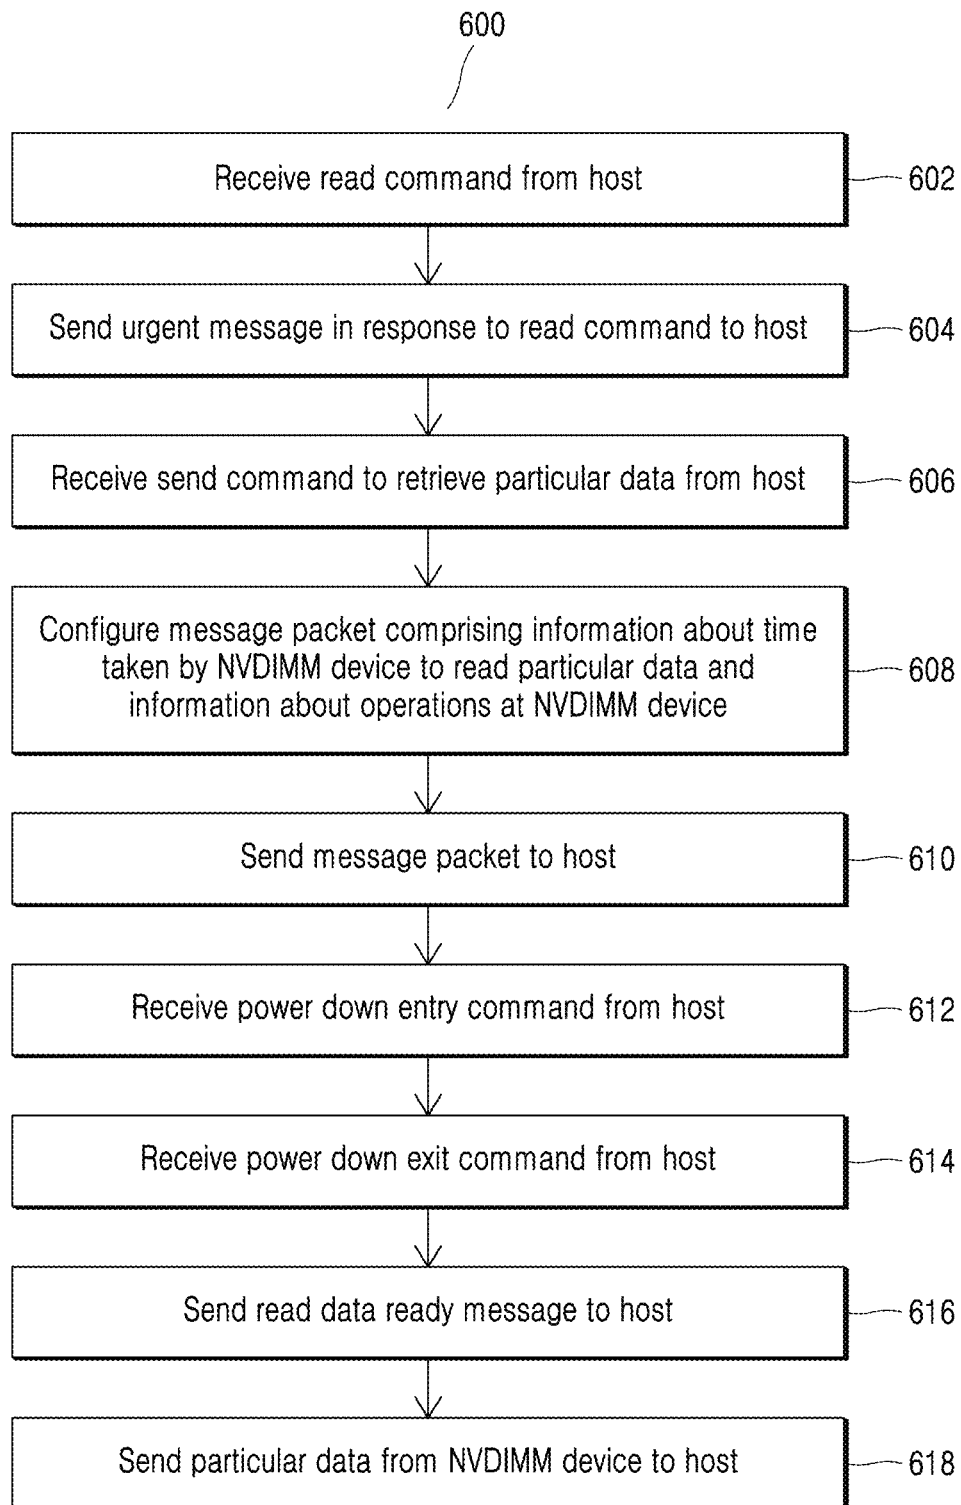 600
Receive read command from host
602
Send urgent message in response to read command to host
604
Receive send command to retrieve particular data from host
606
Configure message packet comprising information about time
taken by NVDIMM device to read particular data and
information about operations at NVDIMM device
608
Send message packet to host
610
Receive power down entry command from host
612
Receive power down exit command from host
614
Send read data ready message to host
616
Send particular data from NVDIMM device to host
618